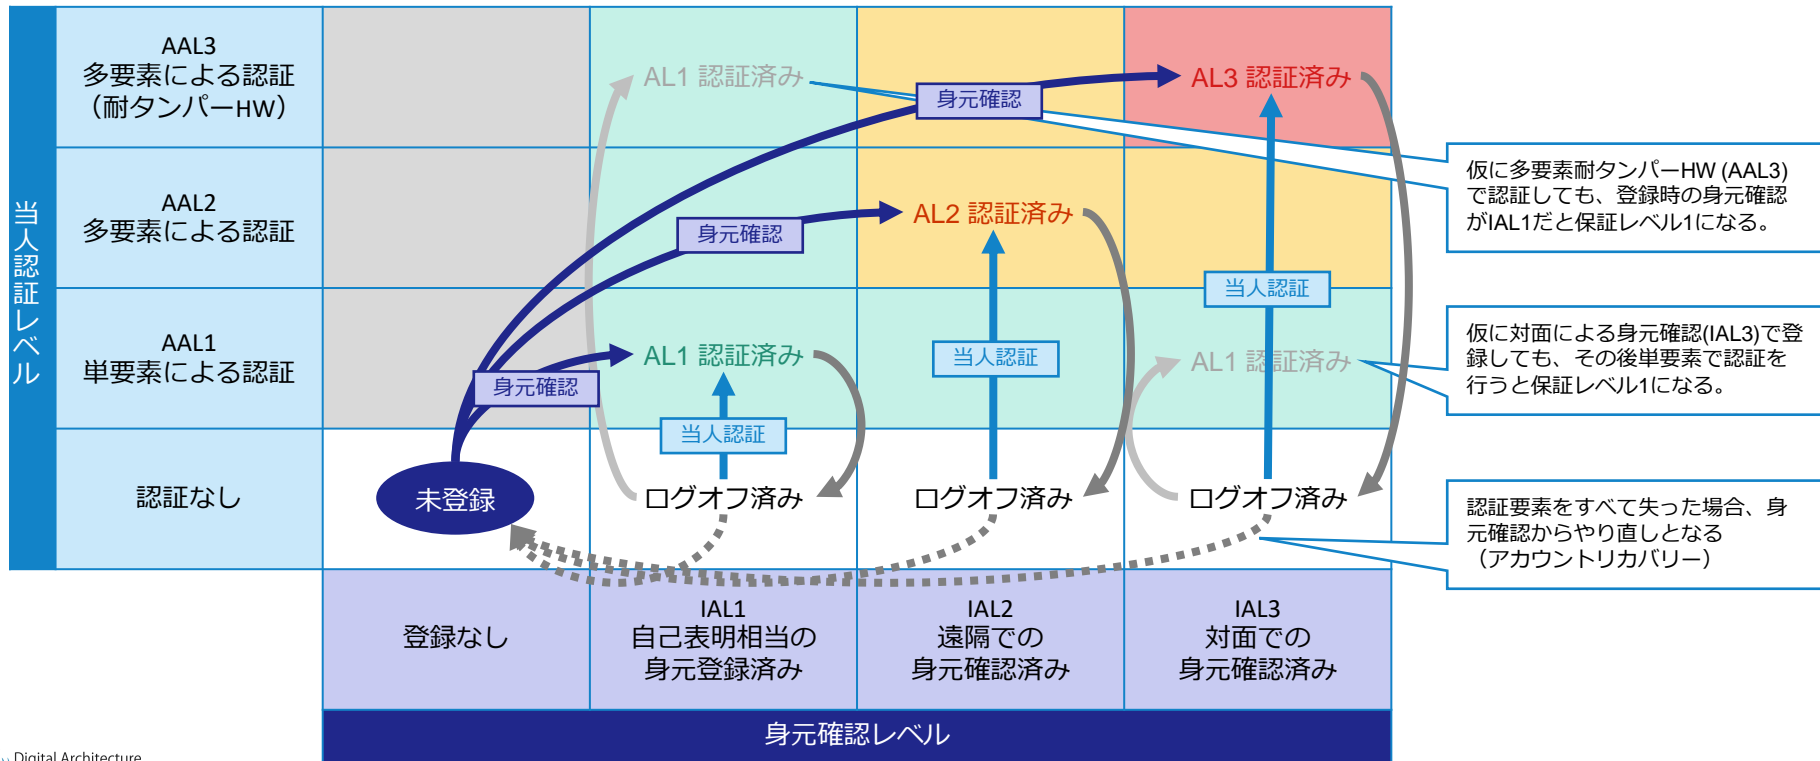 当人認証レベル
AAL3
多要素による認証
（耐タンパーHW）
AL1 認証済み
身元確認
AL3 認証済み
仮に多要素耐タンパーHW (AAL3)
で認証しても、登録時の身元確認
がIAL1だと保証レベル1になる。
AAL2
多要素による認証
身元確認
AL2 認証済み
当人認証
AAL1
単要素による認証
身元確認
AL1 認証済み
当人認証
AL1 認証済み
仮に対面による身元確認(IAL3)で登
録しても、その後単要素で認証を
行うと保証レベル1になる。
当人認証
認証なし
未登録
ログオフ済み
ログオフ済み
ログオフ済み
認証要素をすべて失った場合、身
元確認からやり直しとなる
（アカウントリカバリー）
登録なし
IAL1
自己表明相当の
身元登録済み
IAL2
遠隔での
身元確認済み
IAL3
対面での
身元確認済み
身元確認レベル
Digital Architecture